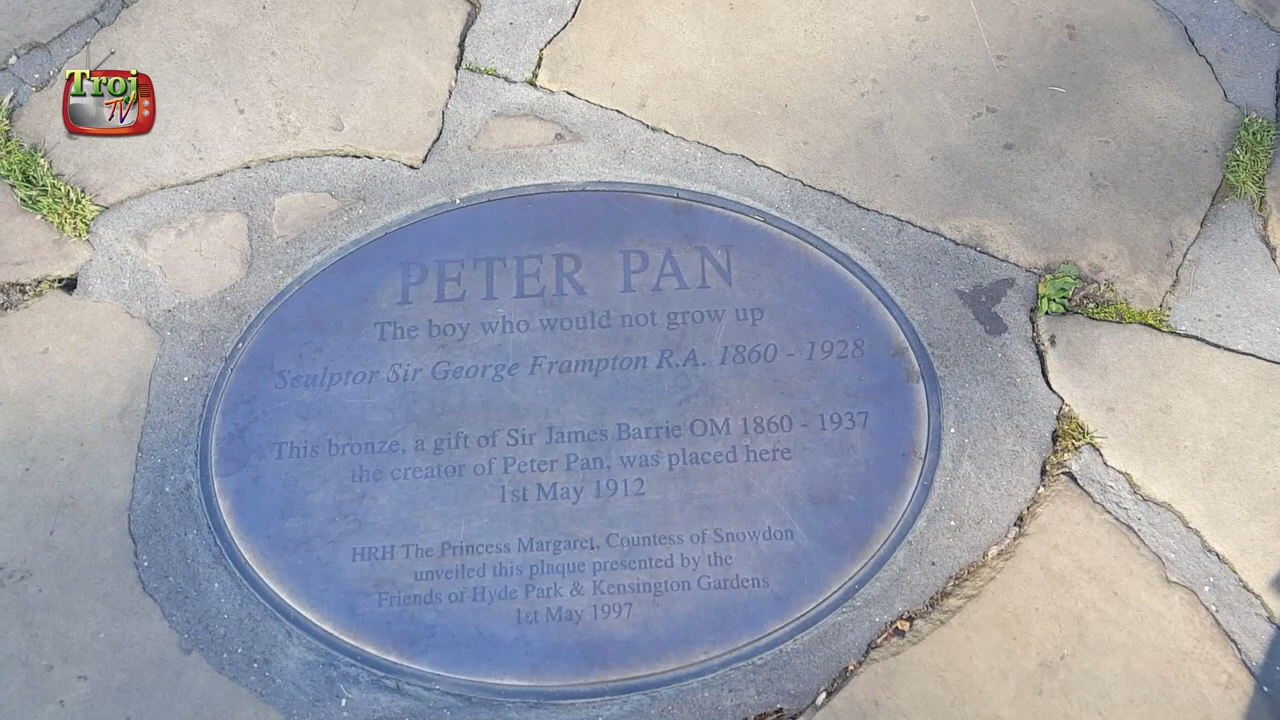 Troj
TV
PETER PAN
The boy who would not grow up
Sculptor Sir George Frampton R.A. 1860 - 1928
This bronze, a gift of Sir James Barrie OM 1860 - 1937
the creator of Peter Pan, was placed here
1st May 1912
HRH The Princess Margaret, Countess of Snowdon
unveiled this plaque presented by the
Friends of Hyde Park & Kensington Gardens
1st May 1997